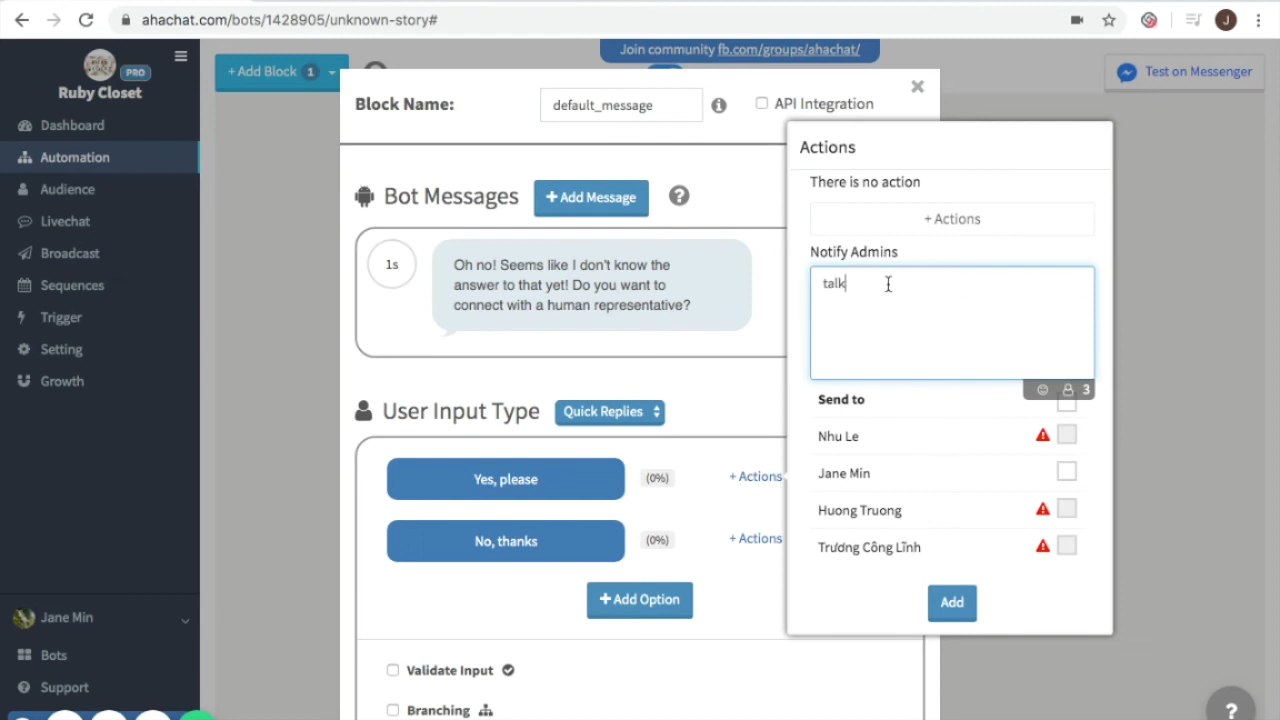 ahachat.com/bots/1428905/unknown-story#
J
Join community fb.com/groups/ahachat/
PRO
Ruby Closet
+ Add Block 1
Test on Messenger
Dashboard
Automation
Audience
Livechat
Broadcast
Sequences
Trigger
Setting
Growth
Jane Min
Bots
Support
Block Name:
default_message
API Integration
Bot Messages
+ Add Message
?
1s
Oh no! Seems like I don't know the
answer to that yet! Do you want to
connect with a human representative?
User Input Type
Quick Replies
Yes, please
(0%)
+ Actions
No, thanks
(0%)
+ Actions
+ Add Option
Validate Input
Branching
Actions
There is no action
+ Actions
Notify Admins
talk
3
Send to
Nhu Le
Jane Min
Huong Truong
Trương Công Lĩnh
Add
?